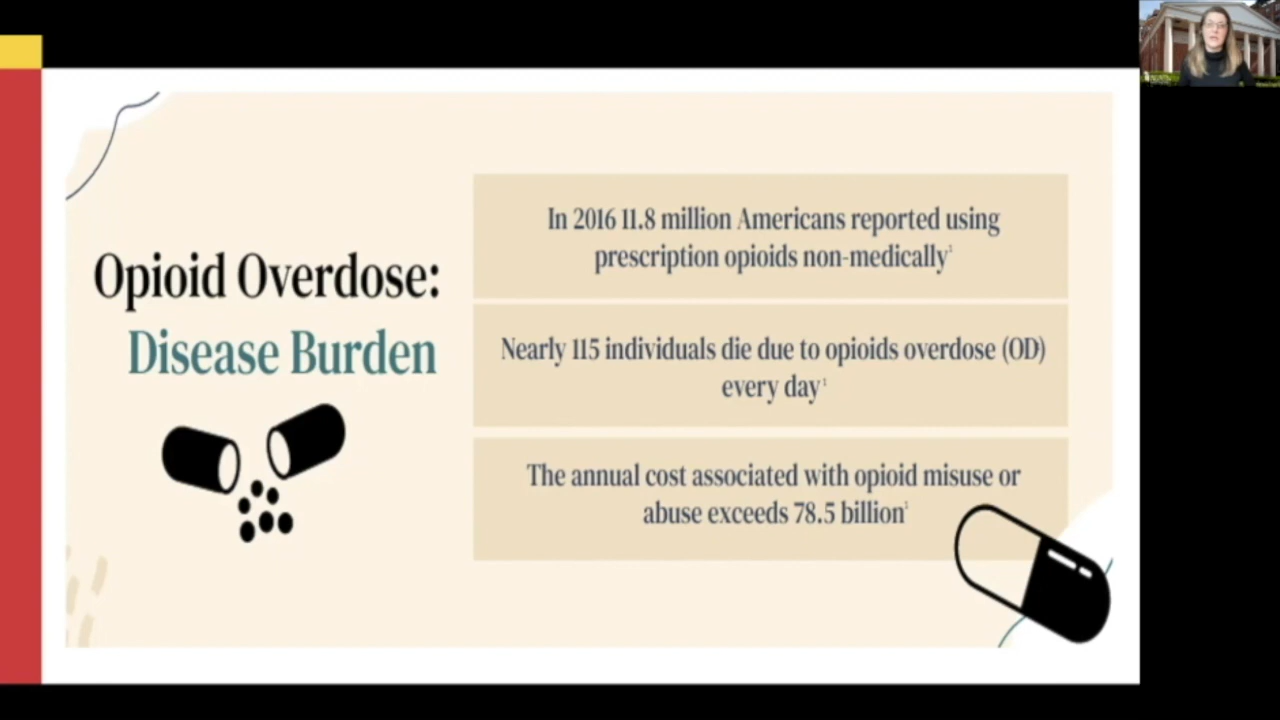 Opioid Overdose:
Disease Burden
In 2016 11.8 million Americans reported using
prescription opioids non-medically
Nearly 115 individuals die due to opioids overdose (OD)
every day¹
The annual cost associated with opioid misuse or
abuse exceeds 78.5 billion